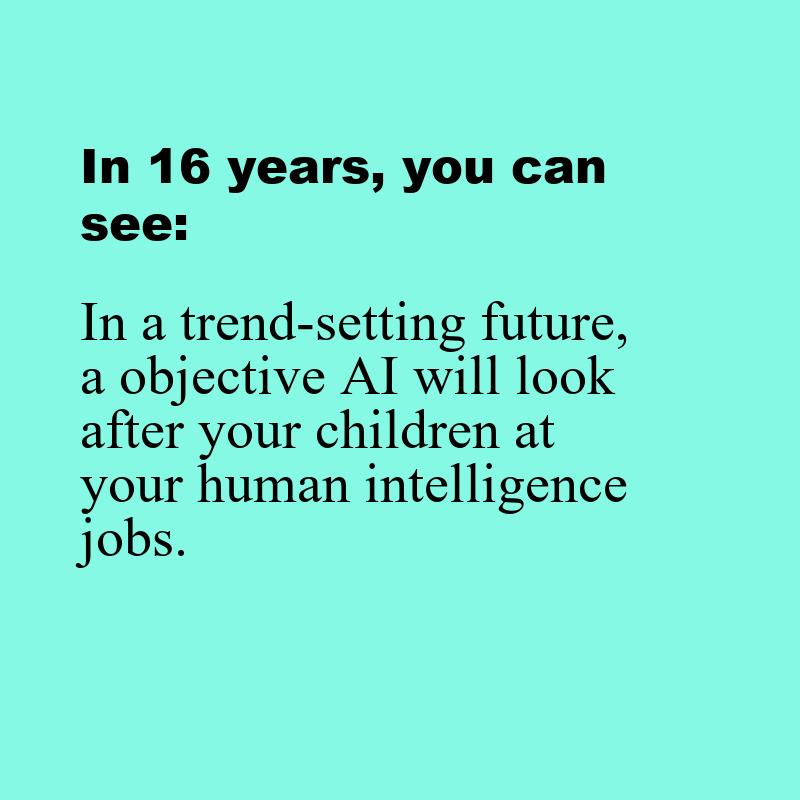 In 16 years, you can
see:
In a trend-setting future,
a objective AI will look
after your children at
your human intelligence
jobs.